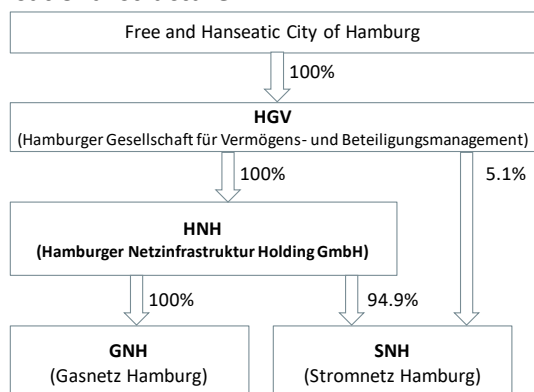 Free and Hanseatic City of Hamburg
100%
HGV
(Hamburger Gesellschaft für Vermögens- und Beteiligungsmanagement)
100%
5.1%
HNH
(Hamburger Netzinfrastruktur Holding GmbH)
100%
94.9%
GNH
(Gasnetz Hamburg)
SNH
(Stromnetz Hamburg)